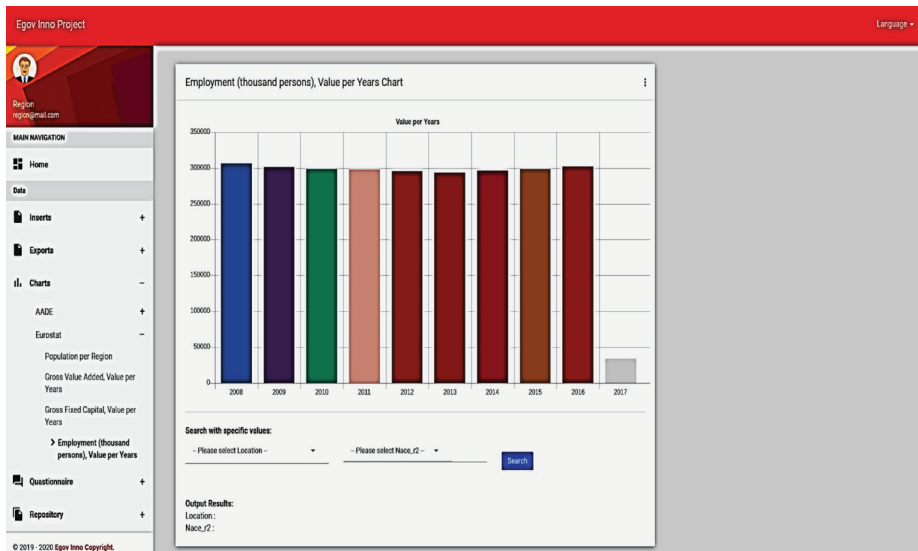 Egov Inno Project
Language
Region
region@mail.com
MAIN NAVIGATION
Home
Data
Inserts
Exports
Charts
AADE
Eurostat
Population per Region
Gross Value Added, Value per
Years
Gross Fixed Capital, Value per
Years
Employment (thousand
persons), Value per Years
Questionnaire
Repository
© 2019 - 2020 Egov Inno Copyright.
Employment (thousand persons), Value per Years Chart
Value per Years
350000
300000
250000
200000
150000
100000
50000
0
2008 2009 2010 2011 2012 2013 2014 2015 2016 2017
Search with specific values:
-- Please select Location --
-- Please select Nace_r2 --
Search
Output Results:
Location :
Nace_r2 :